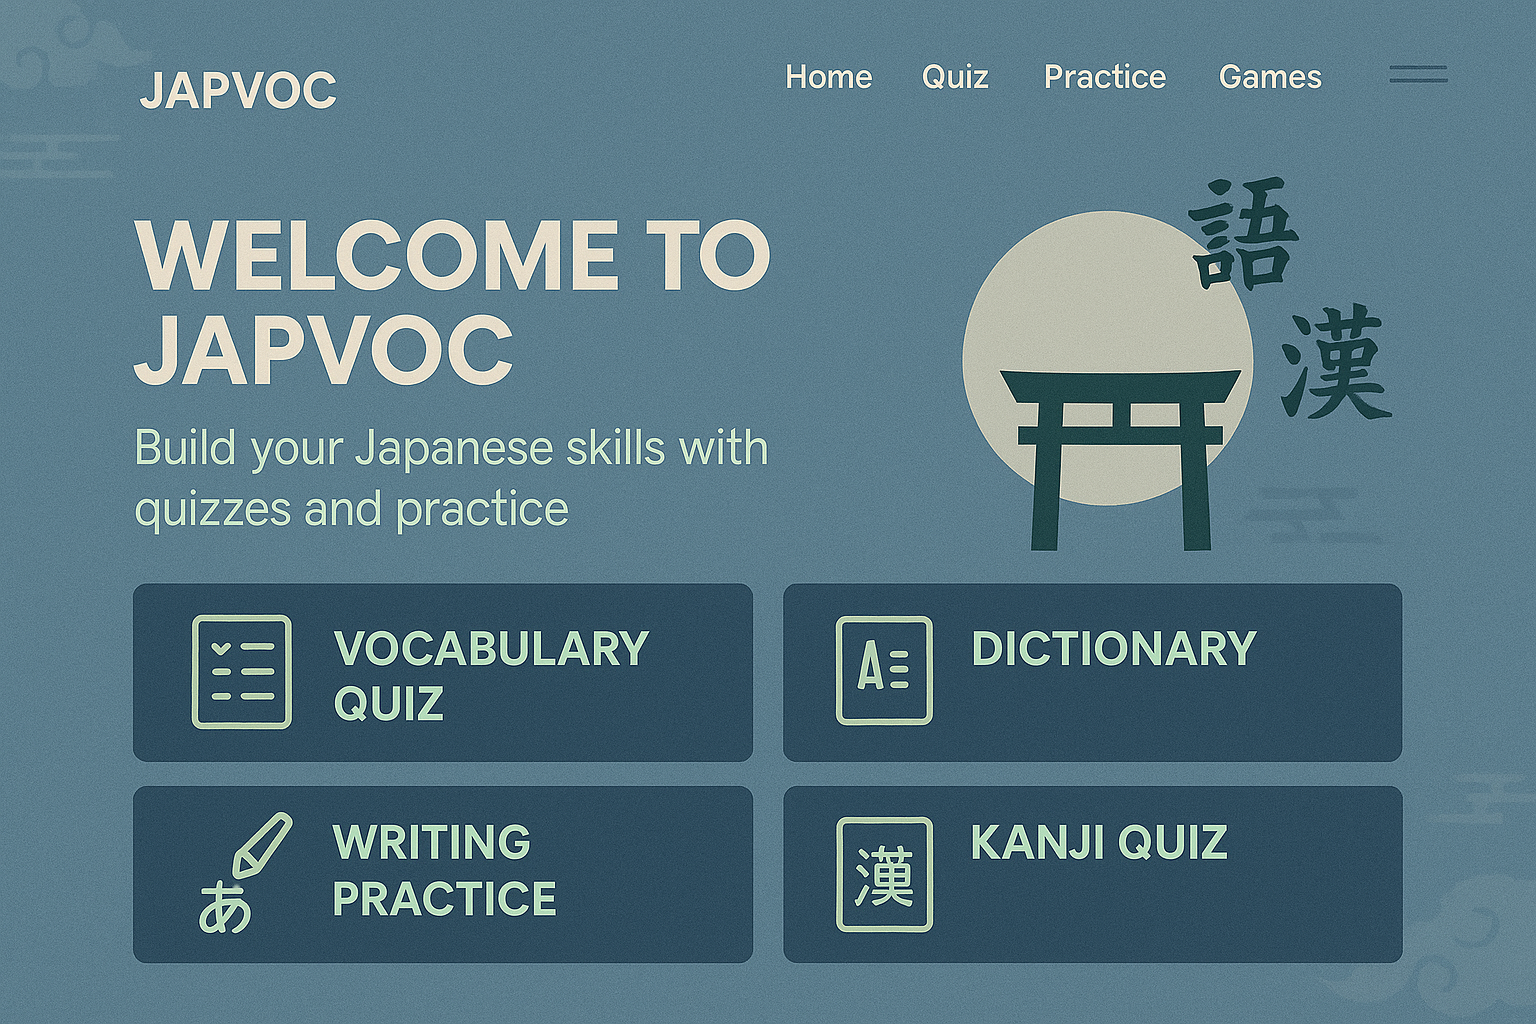 JAPVOC
Home Quiz Practice Games
WELCOME TO
JAPVOC
Build your Japanese skills with
quizzes and practice
語
漢
VOCABULARY
QUIZ
A
DICTIONARY
あ
WRITING
PRACTICE
漢
KANJI QUIZ